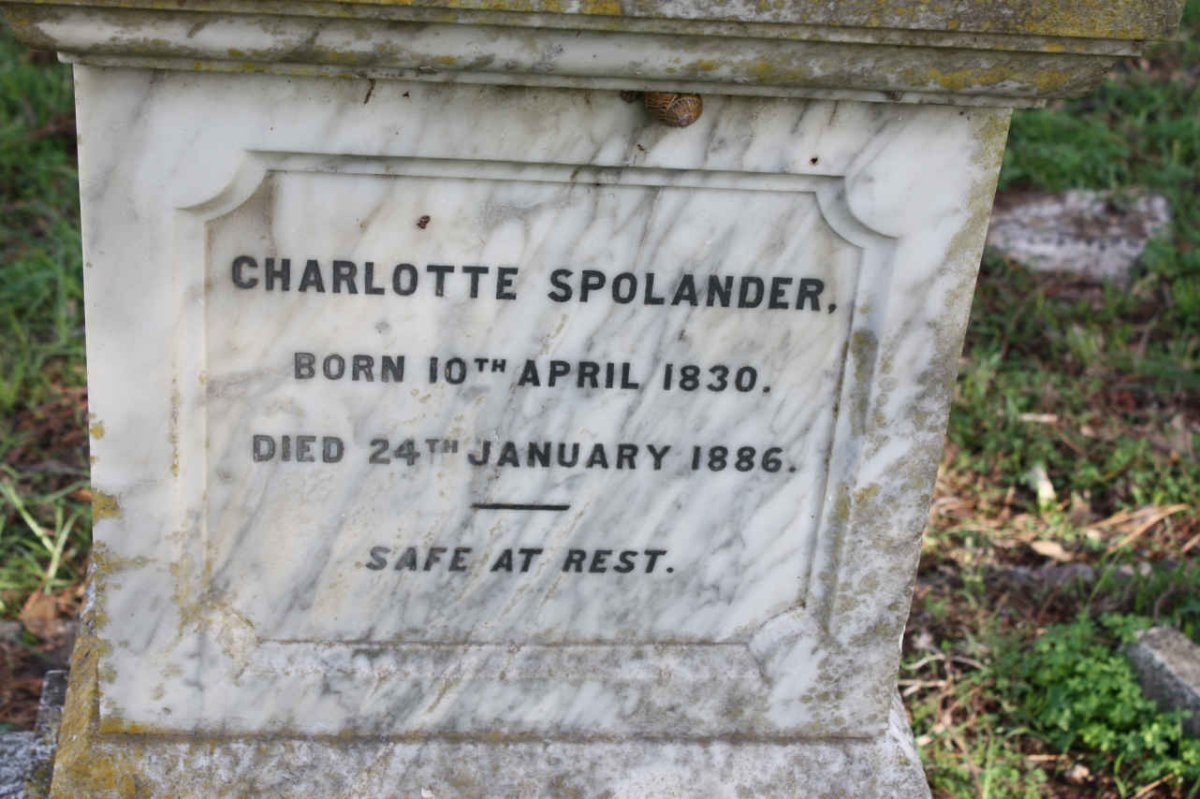 CHARLOTTE SPOLANDER,
BORN 10TH APRIL 1830.
DIED 24TH JANUARY 1886.
SAFE AT REST.